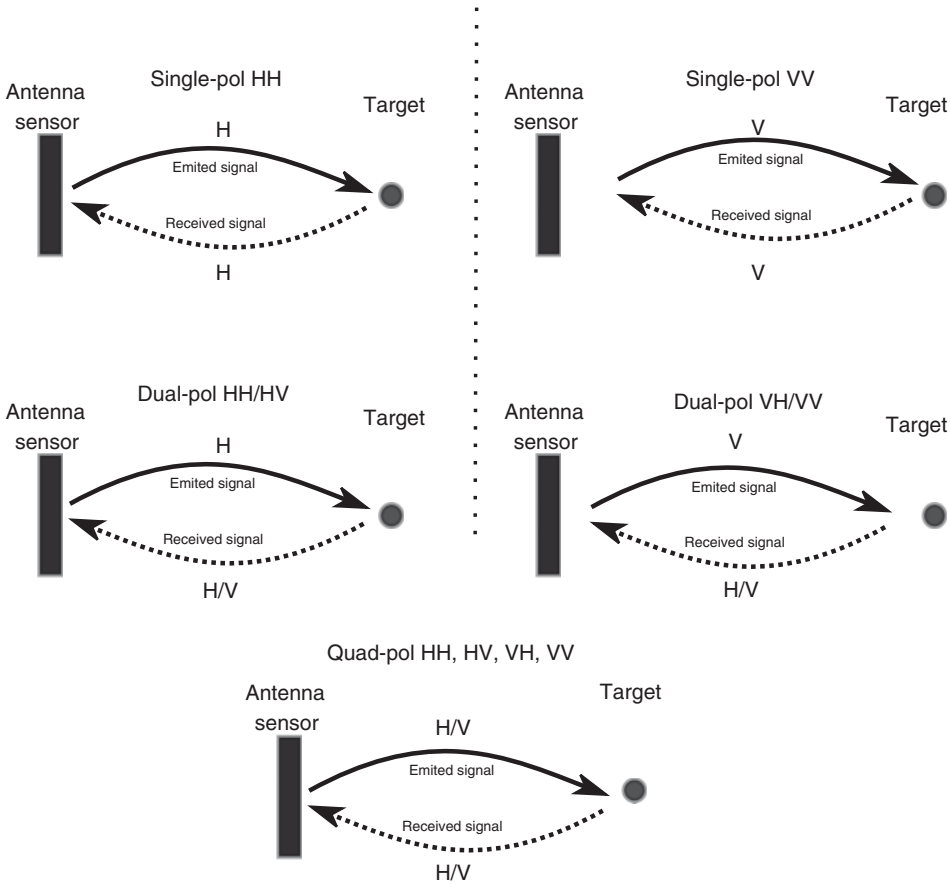 Single-pol HH
Antenna
sensor
Target
H
Emited signal
Received signal
H
Single-pol VV
Antenna
sensor
Target
V
Emited signal
Received signal
V
Dual-pol HH/HV
Antenna
sensor
Target
H
Emited signal
Received signal
H/V
Dual-pol VH/VV
Antenna
sensor
Target
V
Emited signal
Received signal
H/V
Quad-pol HH, HV, VH, VV
Antenna
sensor
Target
H/V
Emited signal
Received signal
H/V